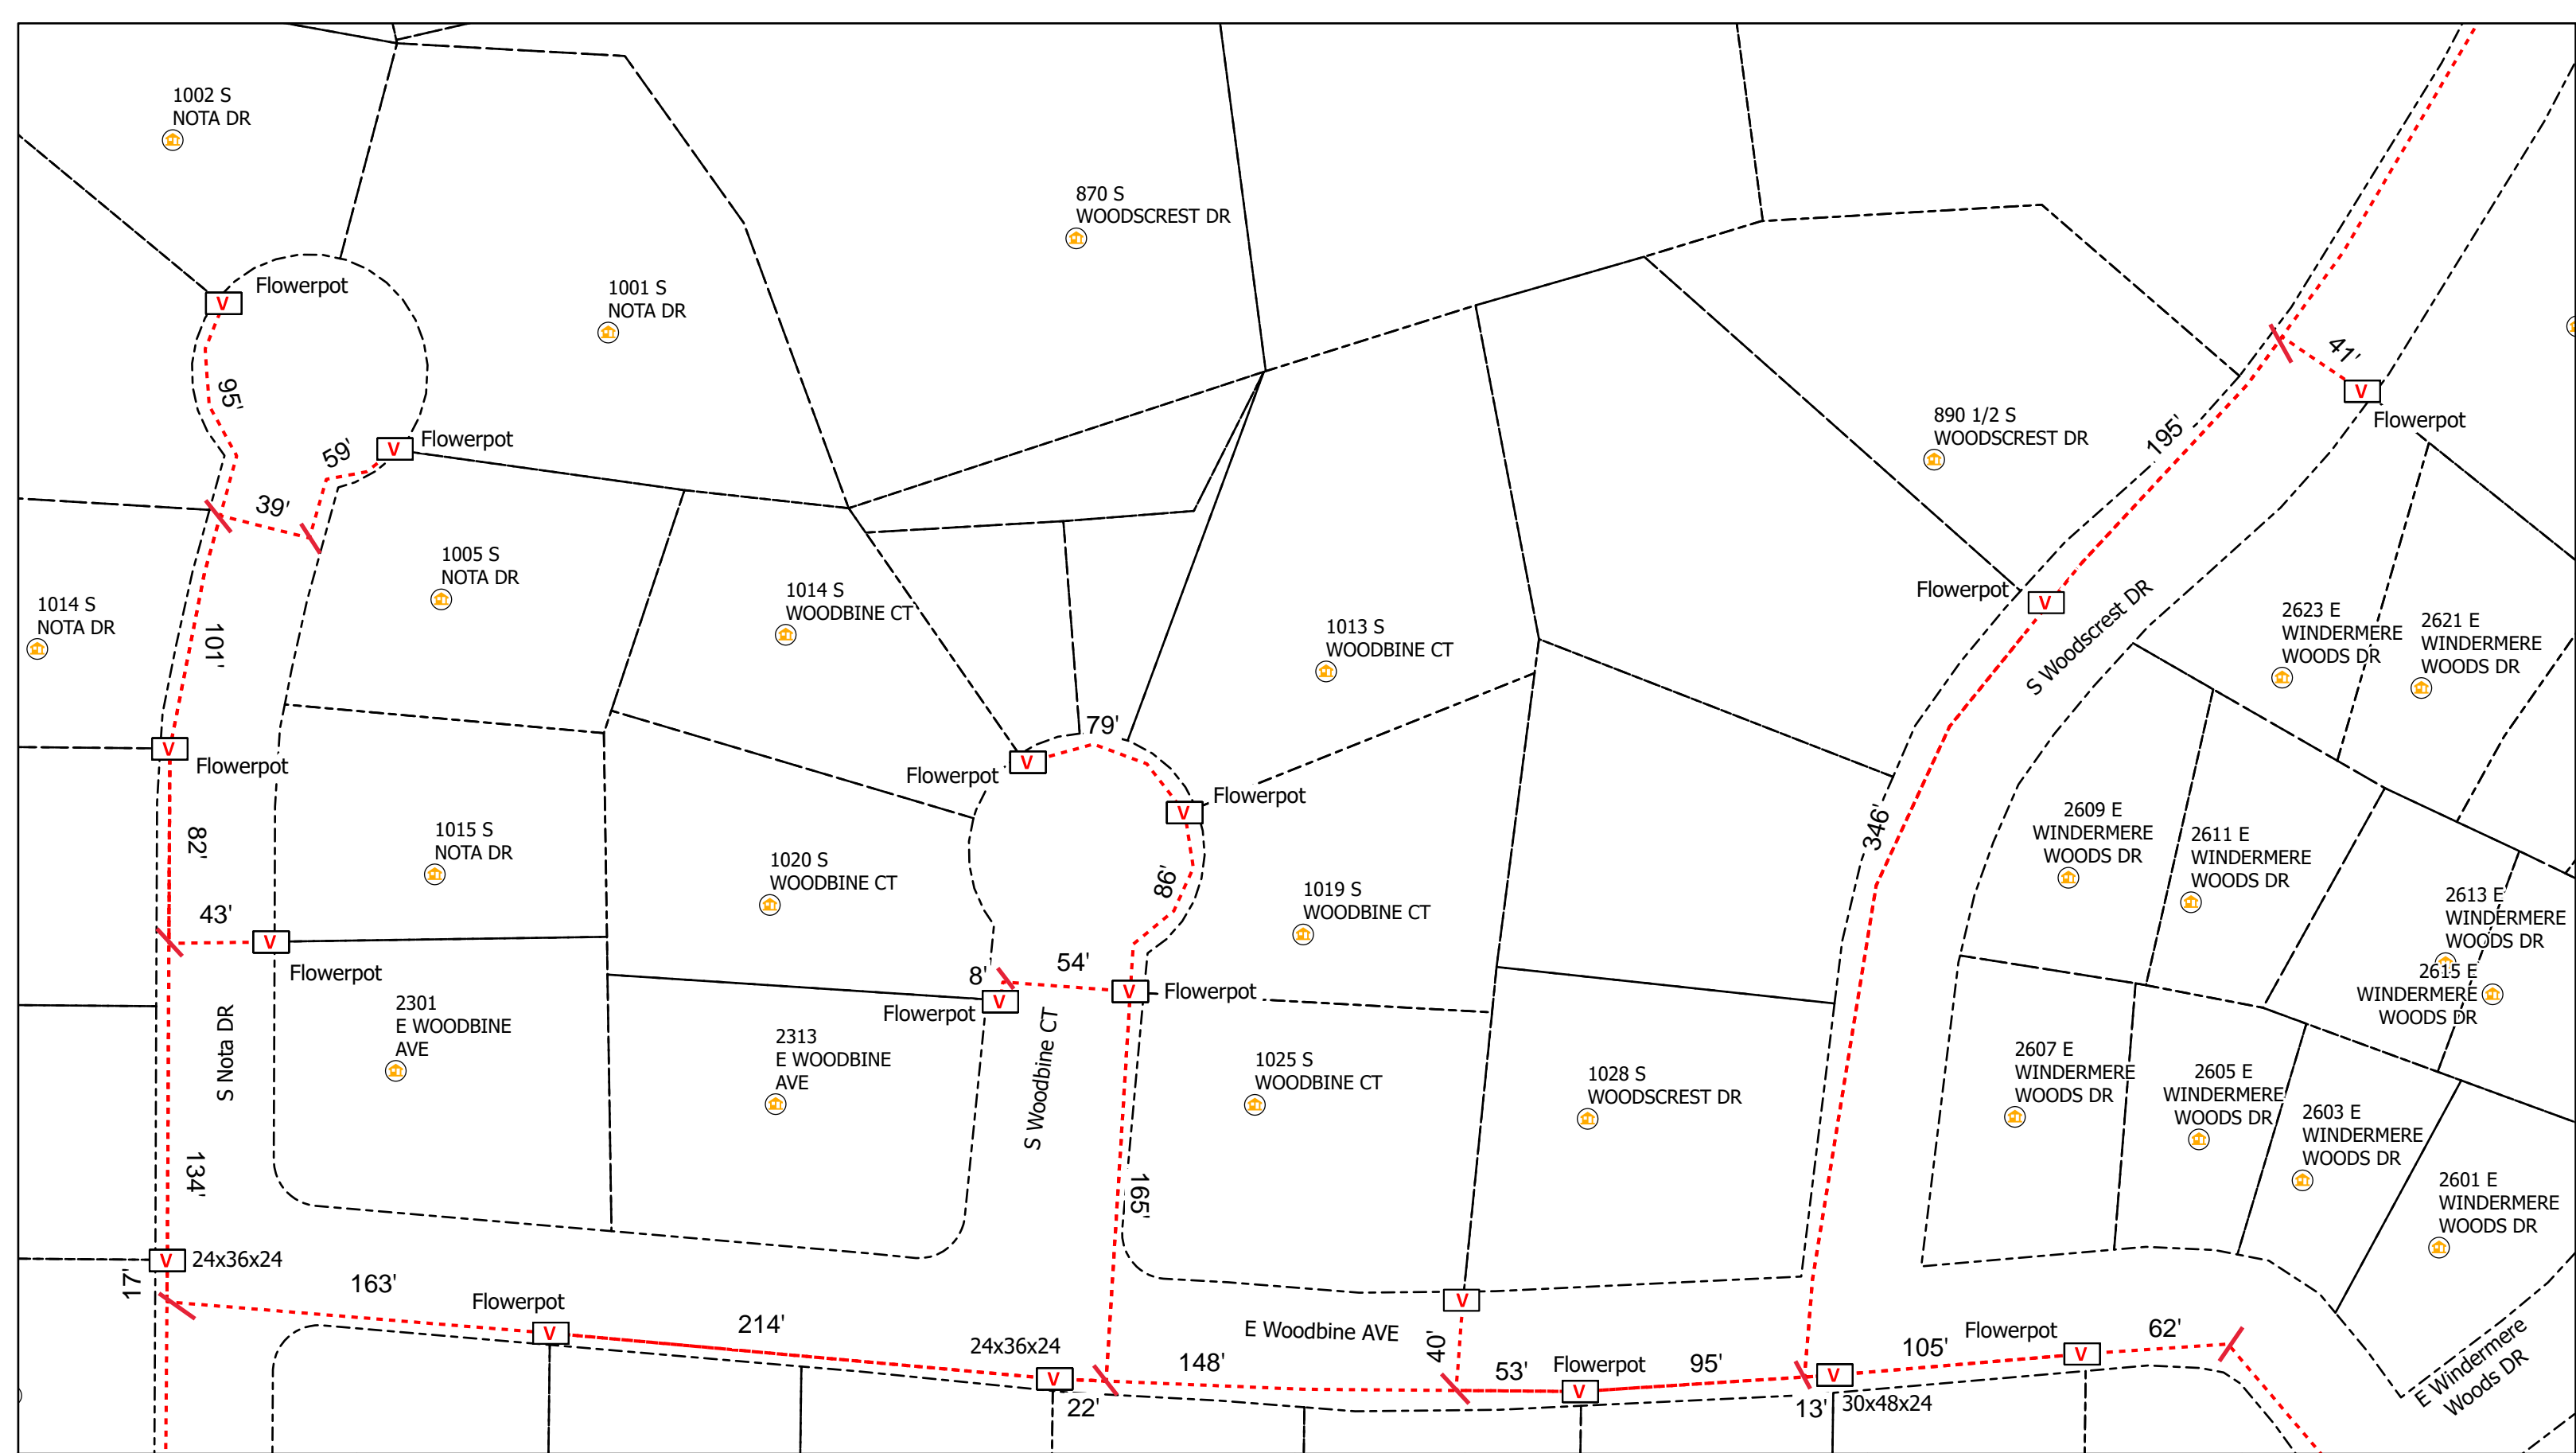 1002 S
NOTA DR
870 S
WOODSCREST DR
Flowerpot
V
1001 S
NOTA DR
95'
59'
V
Flowerpot
39'
41'
V
Flowerpot
890 1/2 S
WOODSCREST DR
195'
1005 S
NOTA DR
1014 S
NOTA DR
101'
1014 S
WOODBINE CT
1013 S
WOODBINE CT
Flowerpot
V
S Woodscrest DR
2623 E
WINDERMERE
WOODS DR
2621 E
WINDERMERE
WOODS DR
V
Flowerpot
79'
V
Flowerpot
V
Flowerpot
82'
1015 S
NOTA DR
1020 S
WOODBINE CT
86'
1019 S
WOODBINE CT
346'
2609 E
WINDERMERE
WOODS DR
2611 E
WINDERMERE
WOODS DR
2613 E
WINDERMERE
WOODS DR
2615 E
WINDERMERE
WOODS DR
43'
V
Flowerpot
8'
54'
V
Flowerpot
V
Flowerpot
S Nota DR
2301
E WOODBINE
AVE
2313
E WOODBINE
AVE
S Woodbine CT
1025 S
WOODBINE CT
1028 S
WOODSCREST DR
2607 E
WINDERMERE
WOODS DR
2605 E
WINDERMERE
WOODS DR
2603 E
WINDERMERE
WOODS DR
2601 E
WINDERMERE
WOODS DR
134'
165'
V
24x36x24
17'
163'
Flowerpot
V
214'
24x36x24
V
22'
148'
E Woodbine AVE
V
40'
53'
Flowerpot
V
95'
13'
V
30x48x24
105'
Flowerpot
V
62'
E Windermere
Woods DR